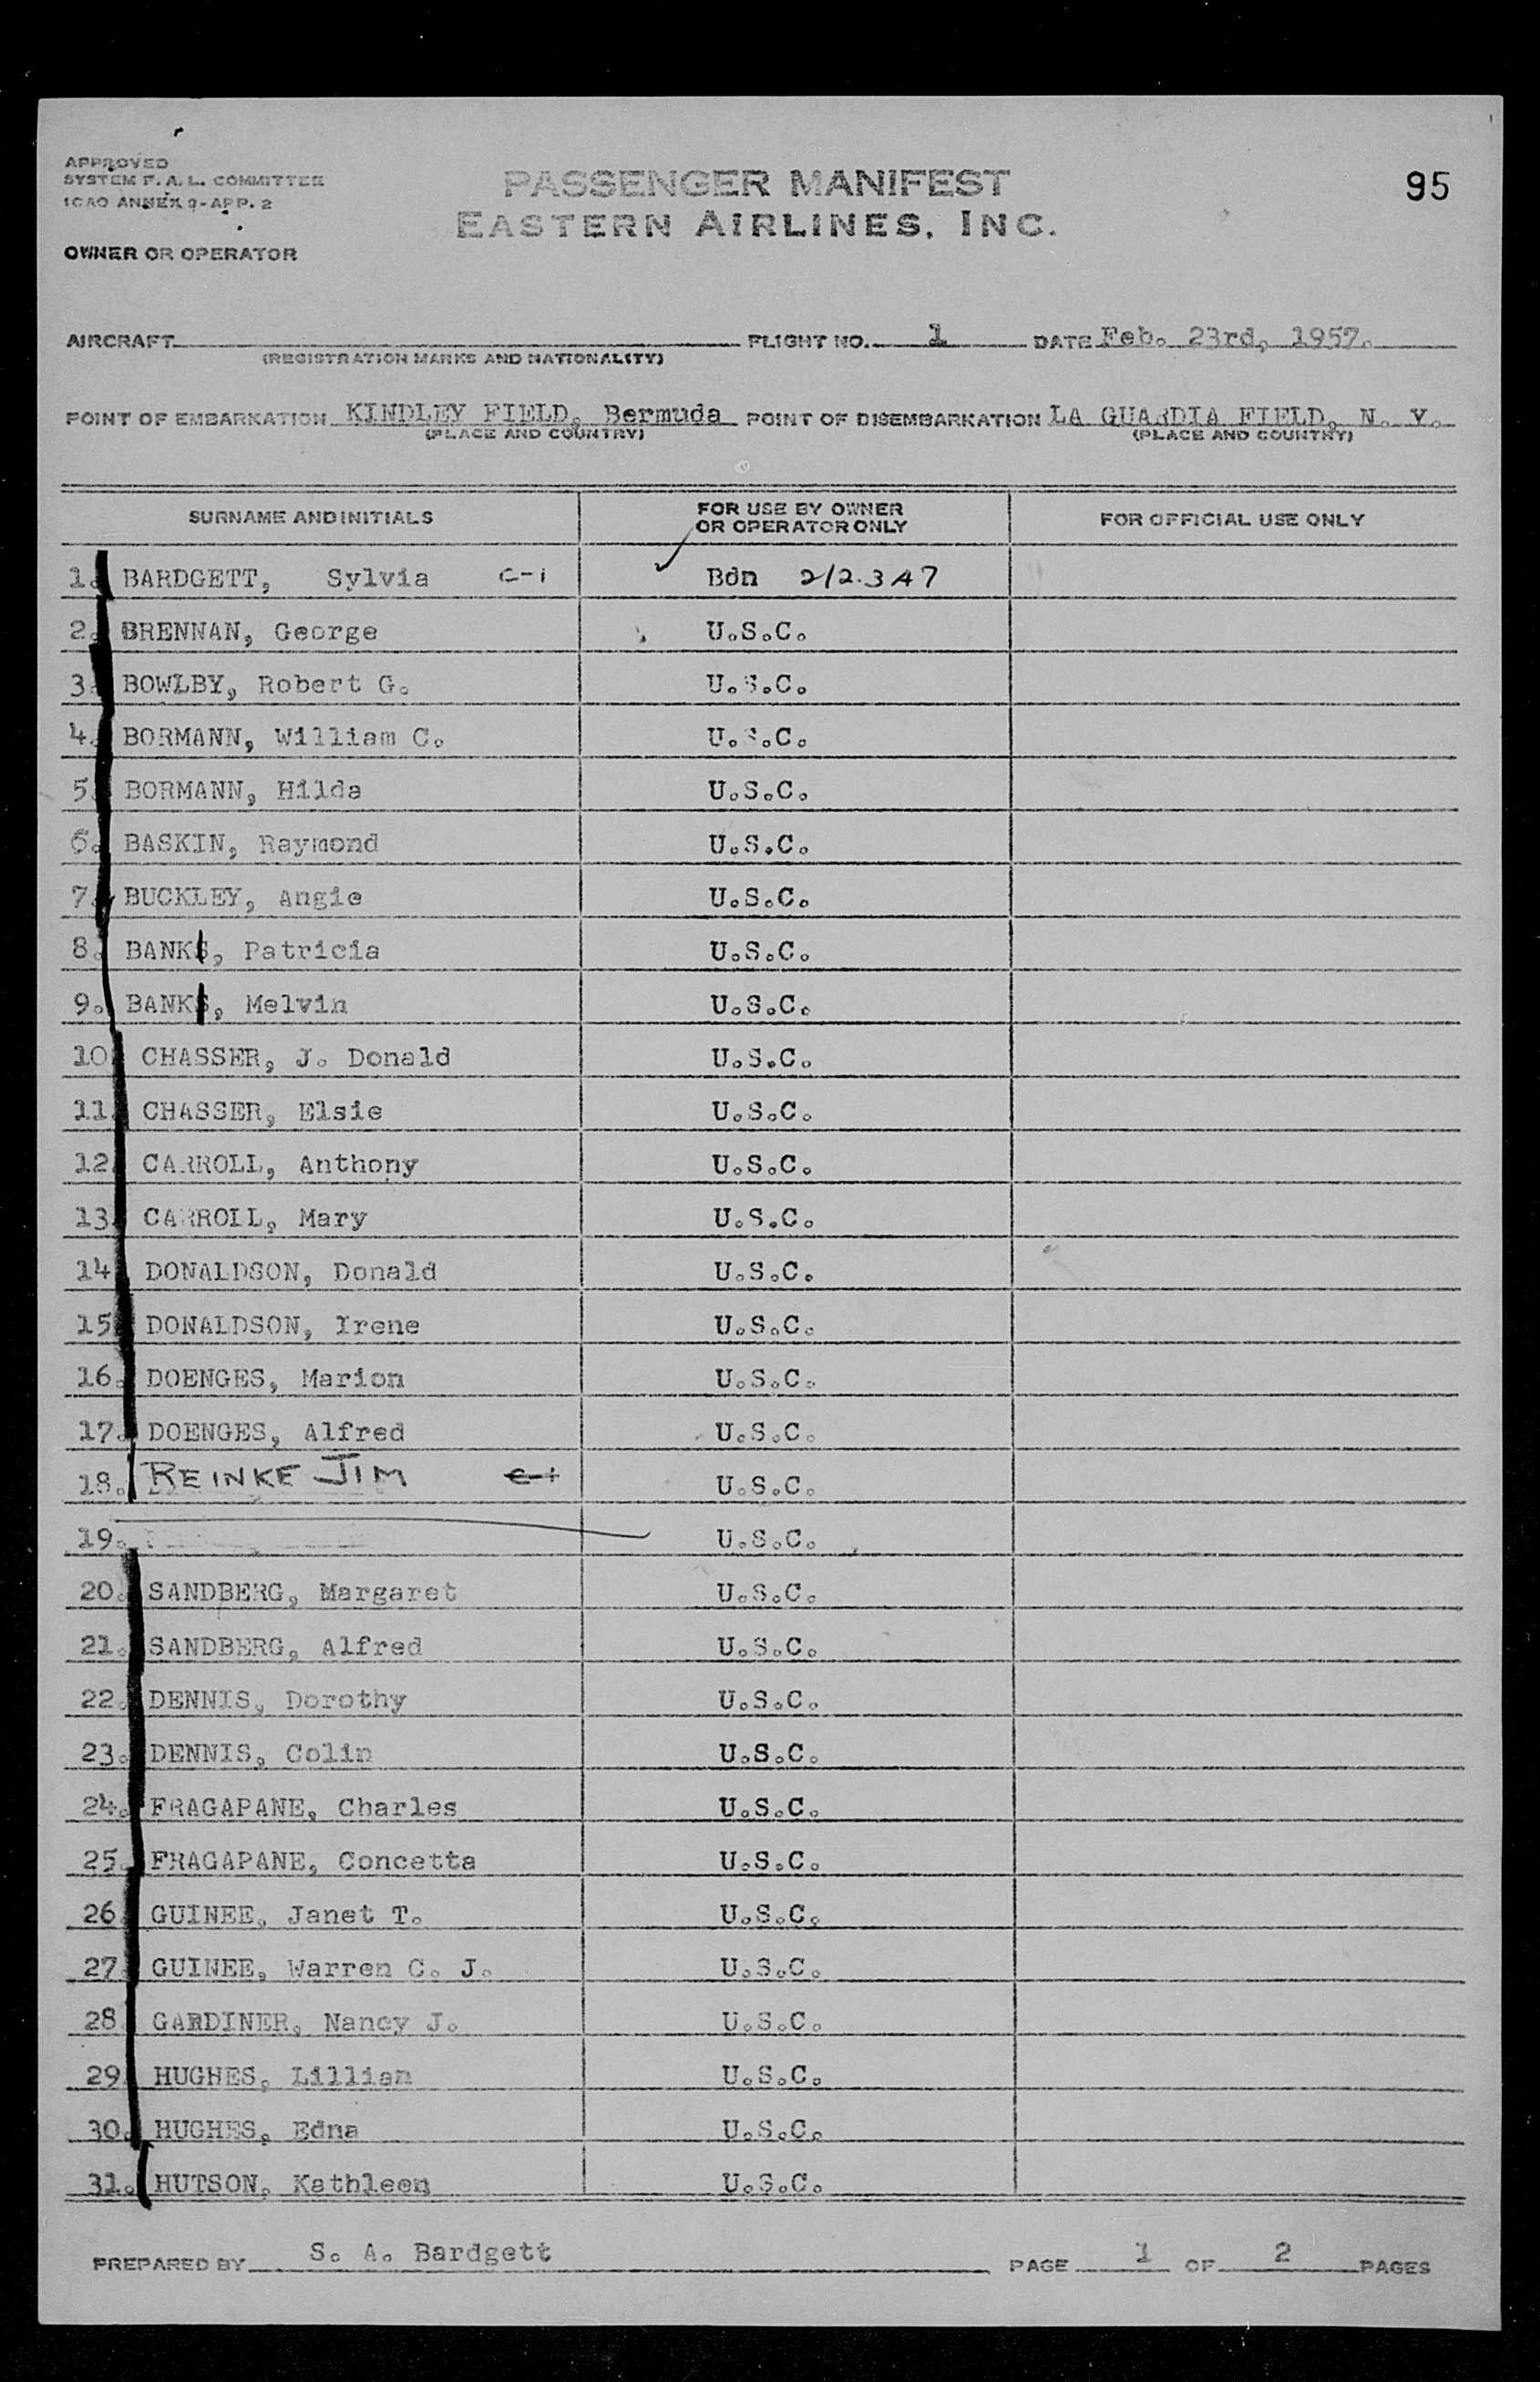 APPROVED
SYSTEM F. A. L. COMMITTEE
ICAO ANNEX 9-APP. 2
PASSENGER MANIFEST
EASTERN AIRLINES, INC.
95
OWNER OR OPERATOR
AIRCRAFT FLIGHT NO. 1 DATE Feb. 23rd, 1957.
(REGISTRATION MARKS AND NATIONALITY)
POINT OF EMBARKATION KINDLEY FIELD, Bermuda POINT OF DISEMBARKATION LA GUARDIA FIELD, N. Y.
(PLACE AND COUNTRY) (PLACE AND COUNTRY)
SURNAME AND INITIALS FOR USE BY OWNER OR OPERATOR ONLY FOR OFFICIAL USE ONLY
1. BARDGETT, Sylvia C-1 Bdn 212.347
2. BRENNAN, George U.S.C.
3. BOWLBY, Robert G. U.S.C.
4. BORMANN, William C. U.S.C.
5. BORMANN, Hilda U.S.C.
6. BASKIN, Raymond U.S.C.
7. BUCKLEY, Angie U.S.C.
8. BANKS, Patricia U.S.C.
9. BANKS, Melvin U.S.C.
10. CHASSER, J. Donald U.S.C.
11. CHASSER, Elsie U.S.C.
12. CARROLL, Anthony U.S.C.
13. CARROLL, Mary U.S.C.
14. DONALDSON, Donald U.S.C.
15. DONALDSON, Irene U.S.C.
16. DOENGES, Marion U.S.C.
17. DOENGES, Alfred U.S.C.
18. REINKE JIM C-1 U.S.C.
19. U.S.C.
20. SANDBERG, Margaret U.S.C.
21. SANDBERG, Alfred U.S.C.
22. DENNIS, Dorothy U.S.C.
23. DENNIS, Colin U.S.C.
24. FRAGAPANE, Charles U.S.C.
25. FRAGAPANE, Concetta U.S.C.
26. GUINEE, Janet T. U.S.C.
27. GUINEE, Warren C. J. U.S.C.
28. GARDINER, Nancy J. U.S.C.
29. HUGHES, Lillian U.S.C.
30. HUGHES, Edna U.S.C.
31. HUTSON, Kathleen U.S.C.
PREPARED BY S. A. Bardgett PAGE 1 OF 2 PAGES